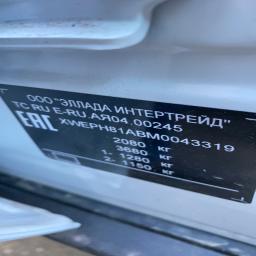 ООО "ЭЛЛАДА ИНТЕРТРЕЙД"
ТС RU E-RU.АЯ04.00245
EAC XWEPH81ABM0043319
2080 кг
3680 кг
1. 1280 кг
2. 1150 кг